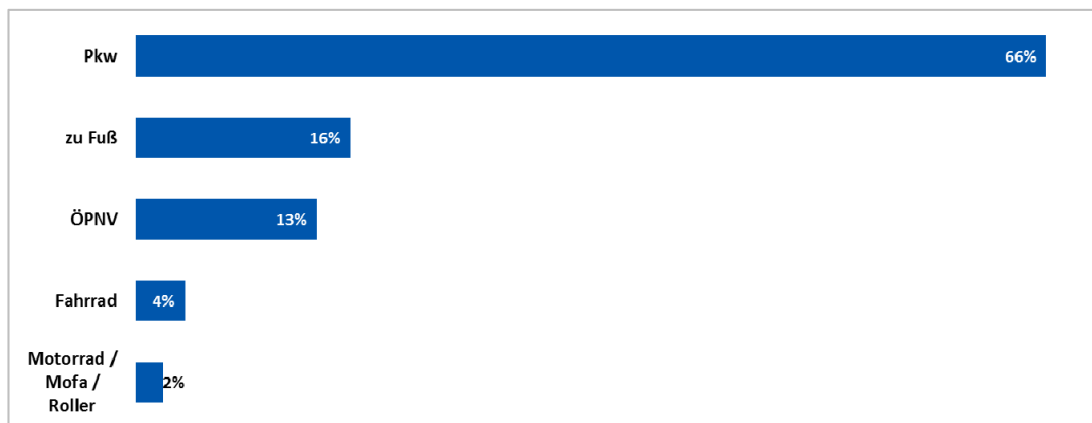 Pkw
66%
zu Fuß
16%
ÖPNV
13%
Fahrrad
4%
Motorrad /
Mofa /
Roller
2%